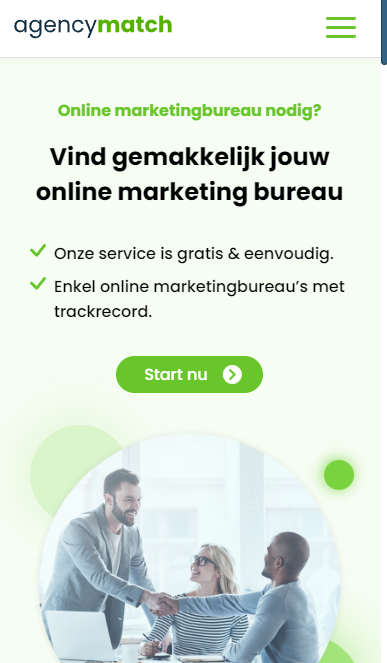 agencymatch
Online marketingbureau nodig?
Vind gemakkelijk jouw
online marketing bureau
Onze service is gratis & eenvoudig.
Enkel online marketingbureau’s met
trackrecord.
Start nu